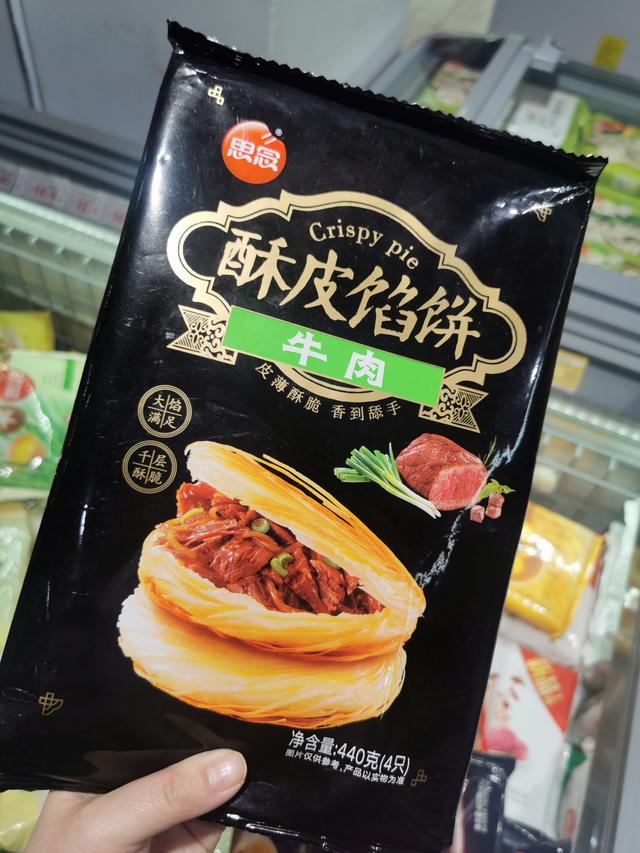 思念®
Crispy pie
酥皮馅饼
牛肉
皮薄酥脆 香到舔手
大馅
满足
千层
酥脆
净含量:440克(4只)
图片仅供参考,产品以实物为准